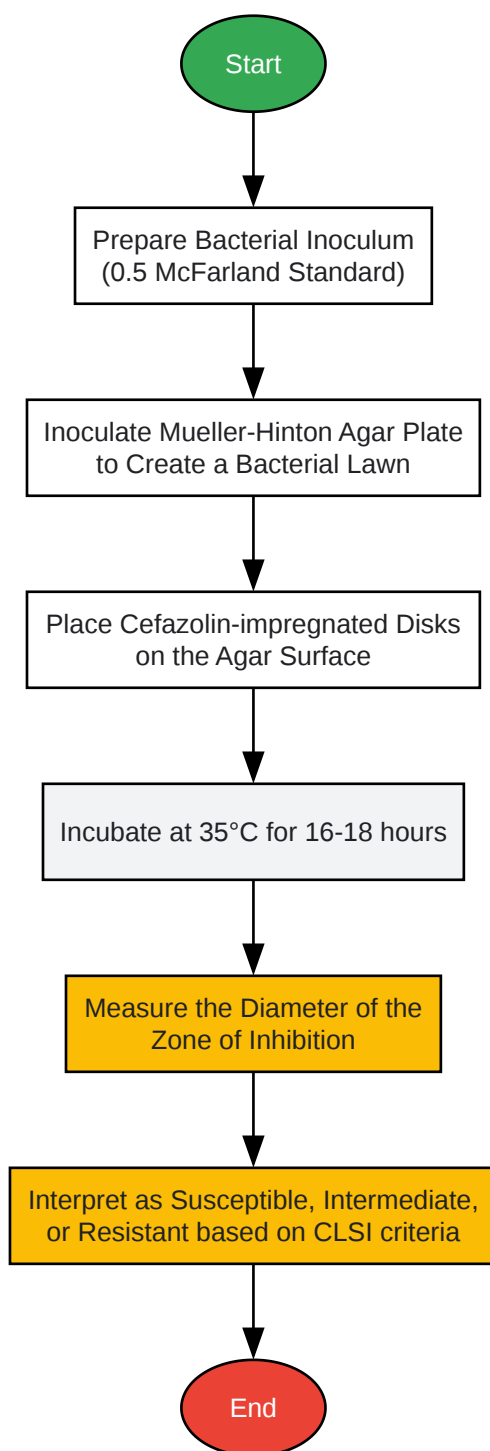 Start
Prepare Bacterial Inoculum
(0.5 McFarland Standard)
Inoculate Mueller-Hinton Agar Plate
to Create a Bacterial Lawn
Place Cefazolin-impregnated Disks
on the Agar Surface
Incubate at 35°C for 16-18 hours
Measure the Diameter of the
Zone of Inhibition
Interpret as Susceptible, Intermediate,
or Resistant based on CLSI criteria
End